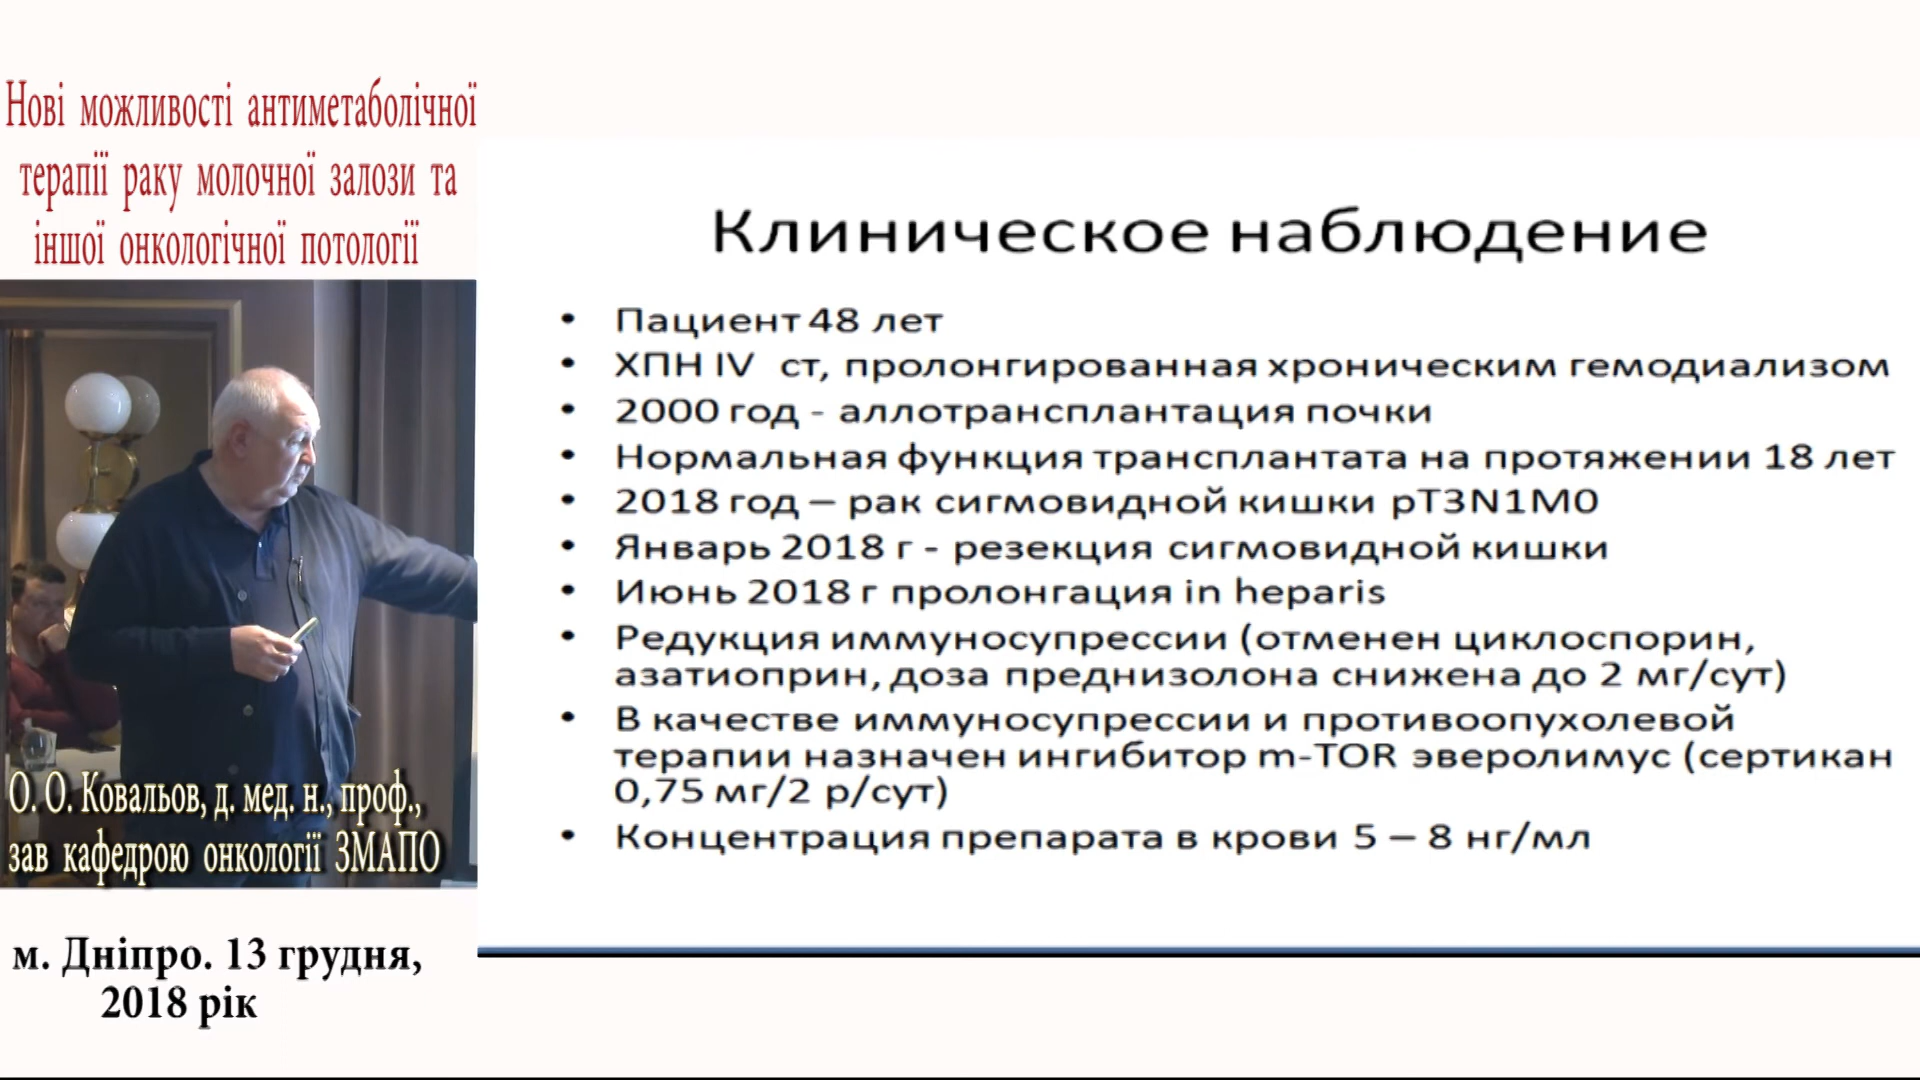 Нові можливості антиметаболічної
терапії раку молочної залози та
іншої онкологічної потології
О. О. Ковальов, д. мед. н., проф.,
зав кафедрою онкології ЗМАПО
м. Дніпро. 13 грудня,
2018 рік
Клиническое наблюдение
• Пациент 48 лет
• ХПН IV ст, пролонгированная хроническим гемодиализом
• 2000 год - аллотрансплантация почки
• Нормальная функция трансплантата на протяжении 18 лет
• 2018 год – рак сигмовидной кишки pT3N1M0
• Январь 2018 г - резекция сигмовидной кишки
• Июнь 2018 г пролонгация in heparis
• Редукция иммуносупрессии (отменен циклоспорин,
азатиоприн, доза преднизолона снижена до 2 мг/сут)
• В качестве иммуносупрессии и противоопухолевой
терапии назначен ингибитор m-TOR эверолимус (сертикан
0,75 мг/2 р/сут)
• Концентрация препарата в крови 5 – 8 нг/мл